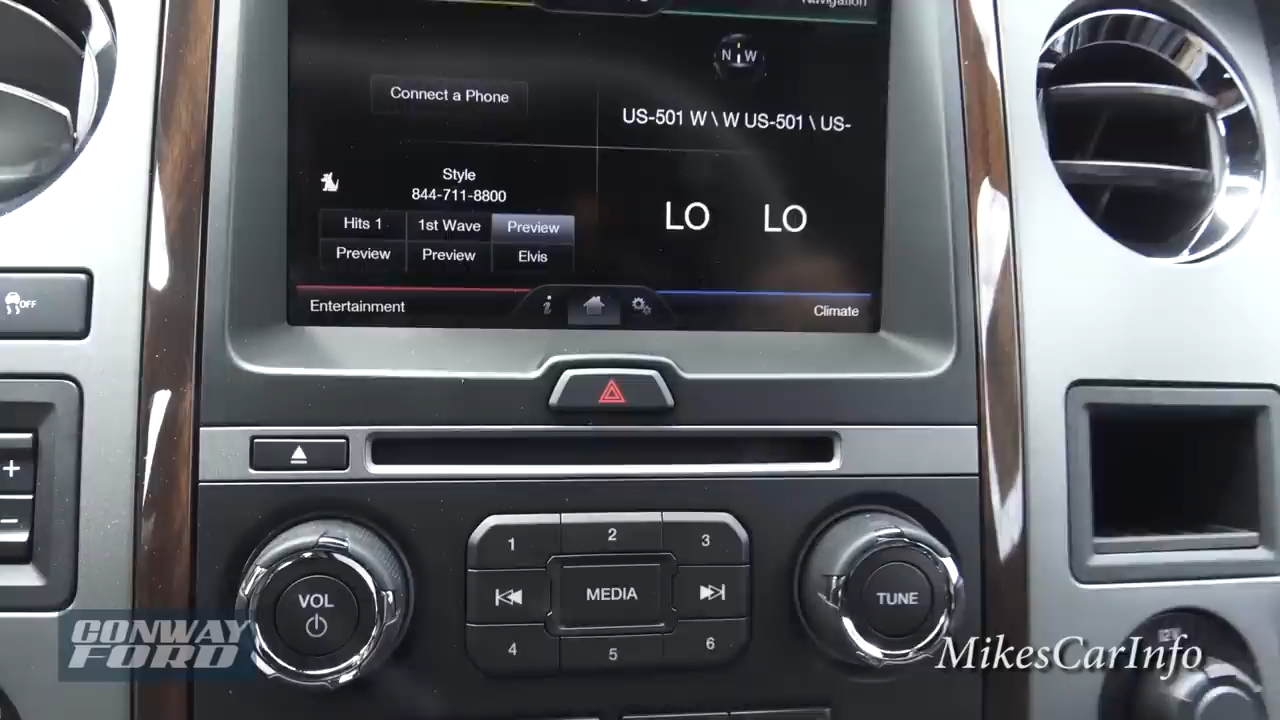 Navigation
N W
Connect a Phone
US-501 W \ W US-501 \ US-
Style
844-711-8800
LO LO
Hits 1 1st Wave Preview
Preview Preview Elvis
Entertainment i Climate
OFF
+
-
1 2 3
VOL MEDIA TUNE
4 5 6
12V
CONWAY
FORD
MikesCarInfo